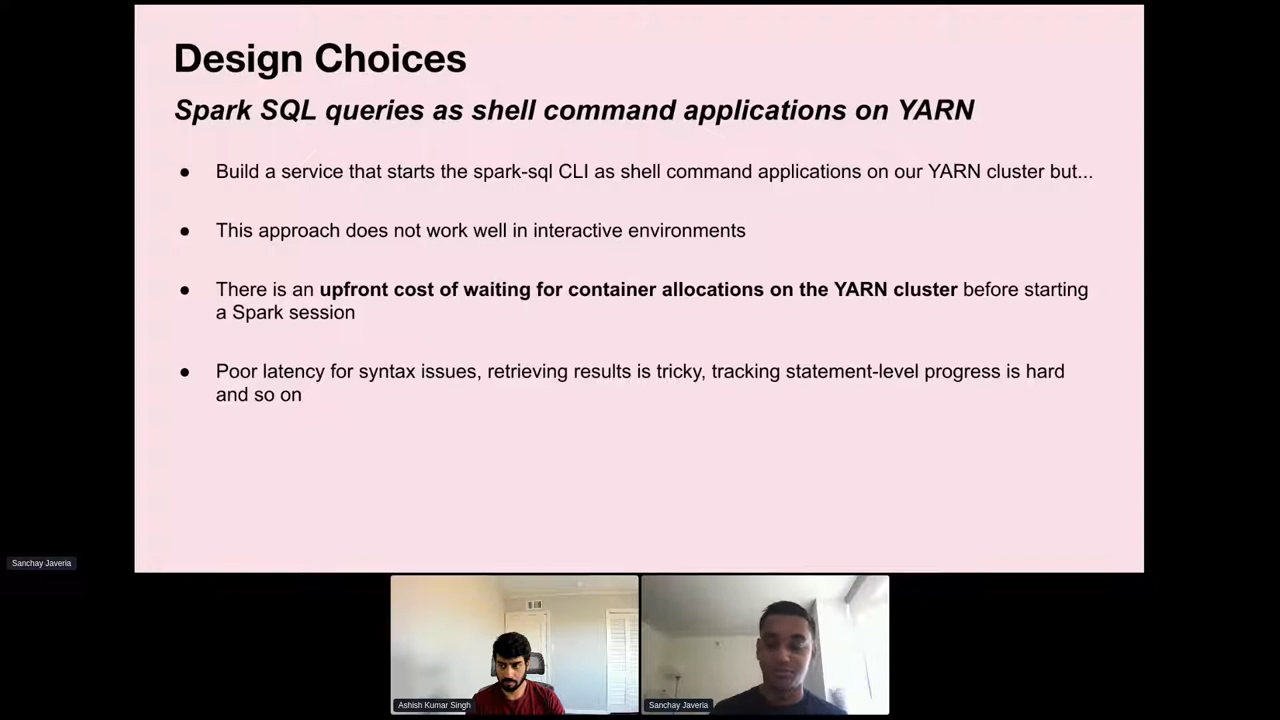 Design Choices
Spark SQL queries as shell command applications on YARN
● Build a service that starts the spark-sql CLI as shell command applications on our YARN cluster but...
● This approach does not work well in interactive environments
● There is an upfront cost of waiting for container allocations on the YARN cluster before starting
a Spark session
● Poor latency for syntax issues, retrieving results is tricky, tracking statement-level progress is hard
and so on
Sanchay Javeria
Ashish Kumar Singh
Sanchay Javeria